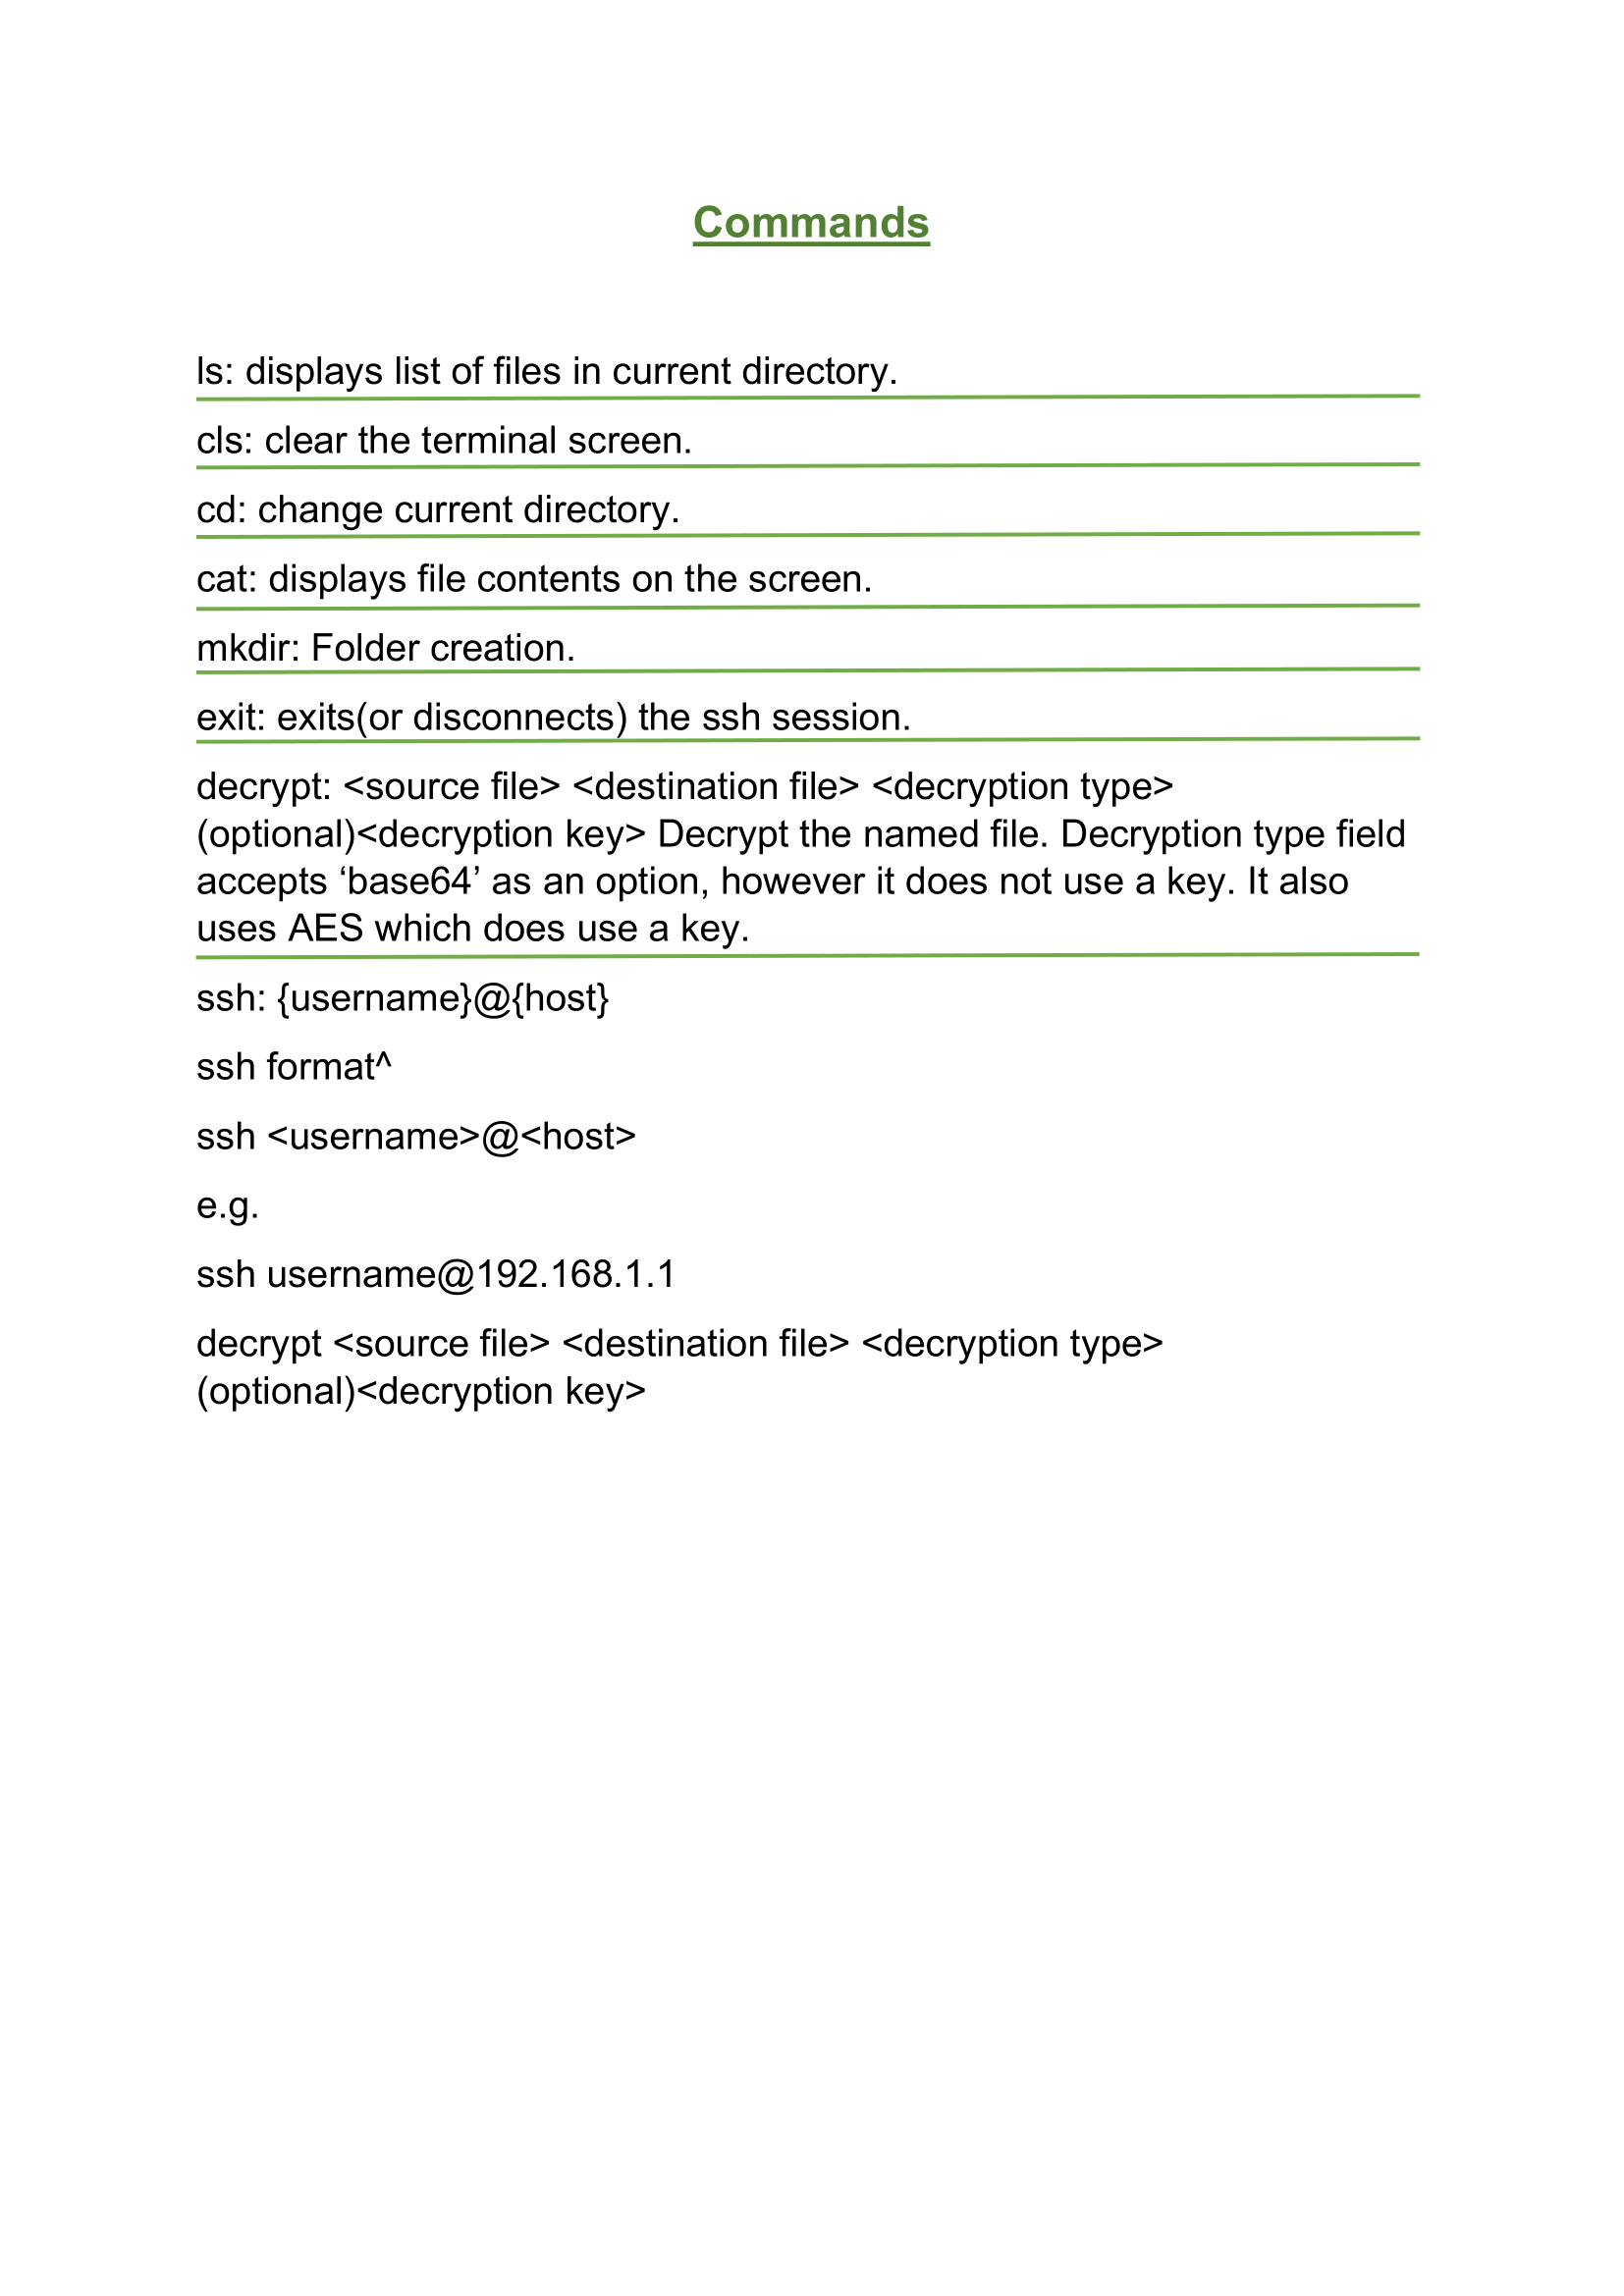 Commands
ls: displays list of files in current directory.
cls: clear the terminal screen.
cd: change current directory.
cat: displays file contents on the screen.
mkdir: Folder creation.
exit: exits(or disconnects) the ssh session.
decrypt: <source file> <destination file> <decryption type>
(optional)<decryption key> Decrypt the named file. Decryption type field
accepts ‘base64’ as an option, however it does not use a key. It also
uses AES which does use a key.
ssh: {username}@{host}
ssh format^
ssh <username>@<host>
e.g.
ssh username@192.168.1.1
decrypt <source file> <destination file> <decryption type>
(optional)<decryption key>